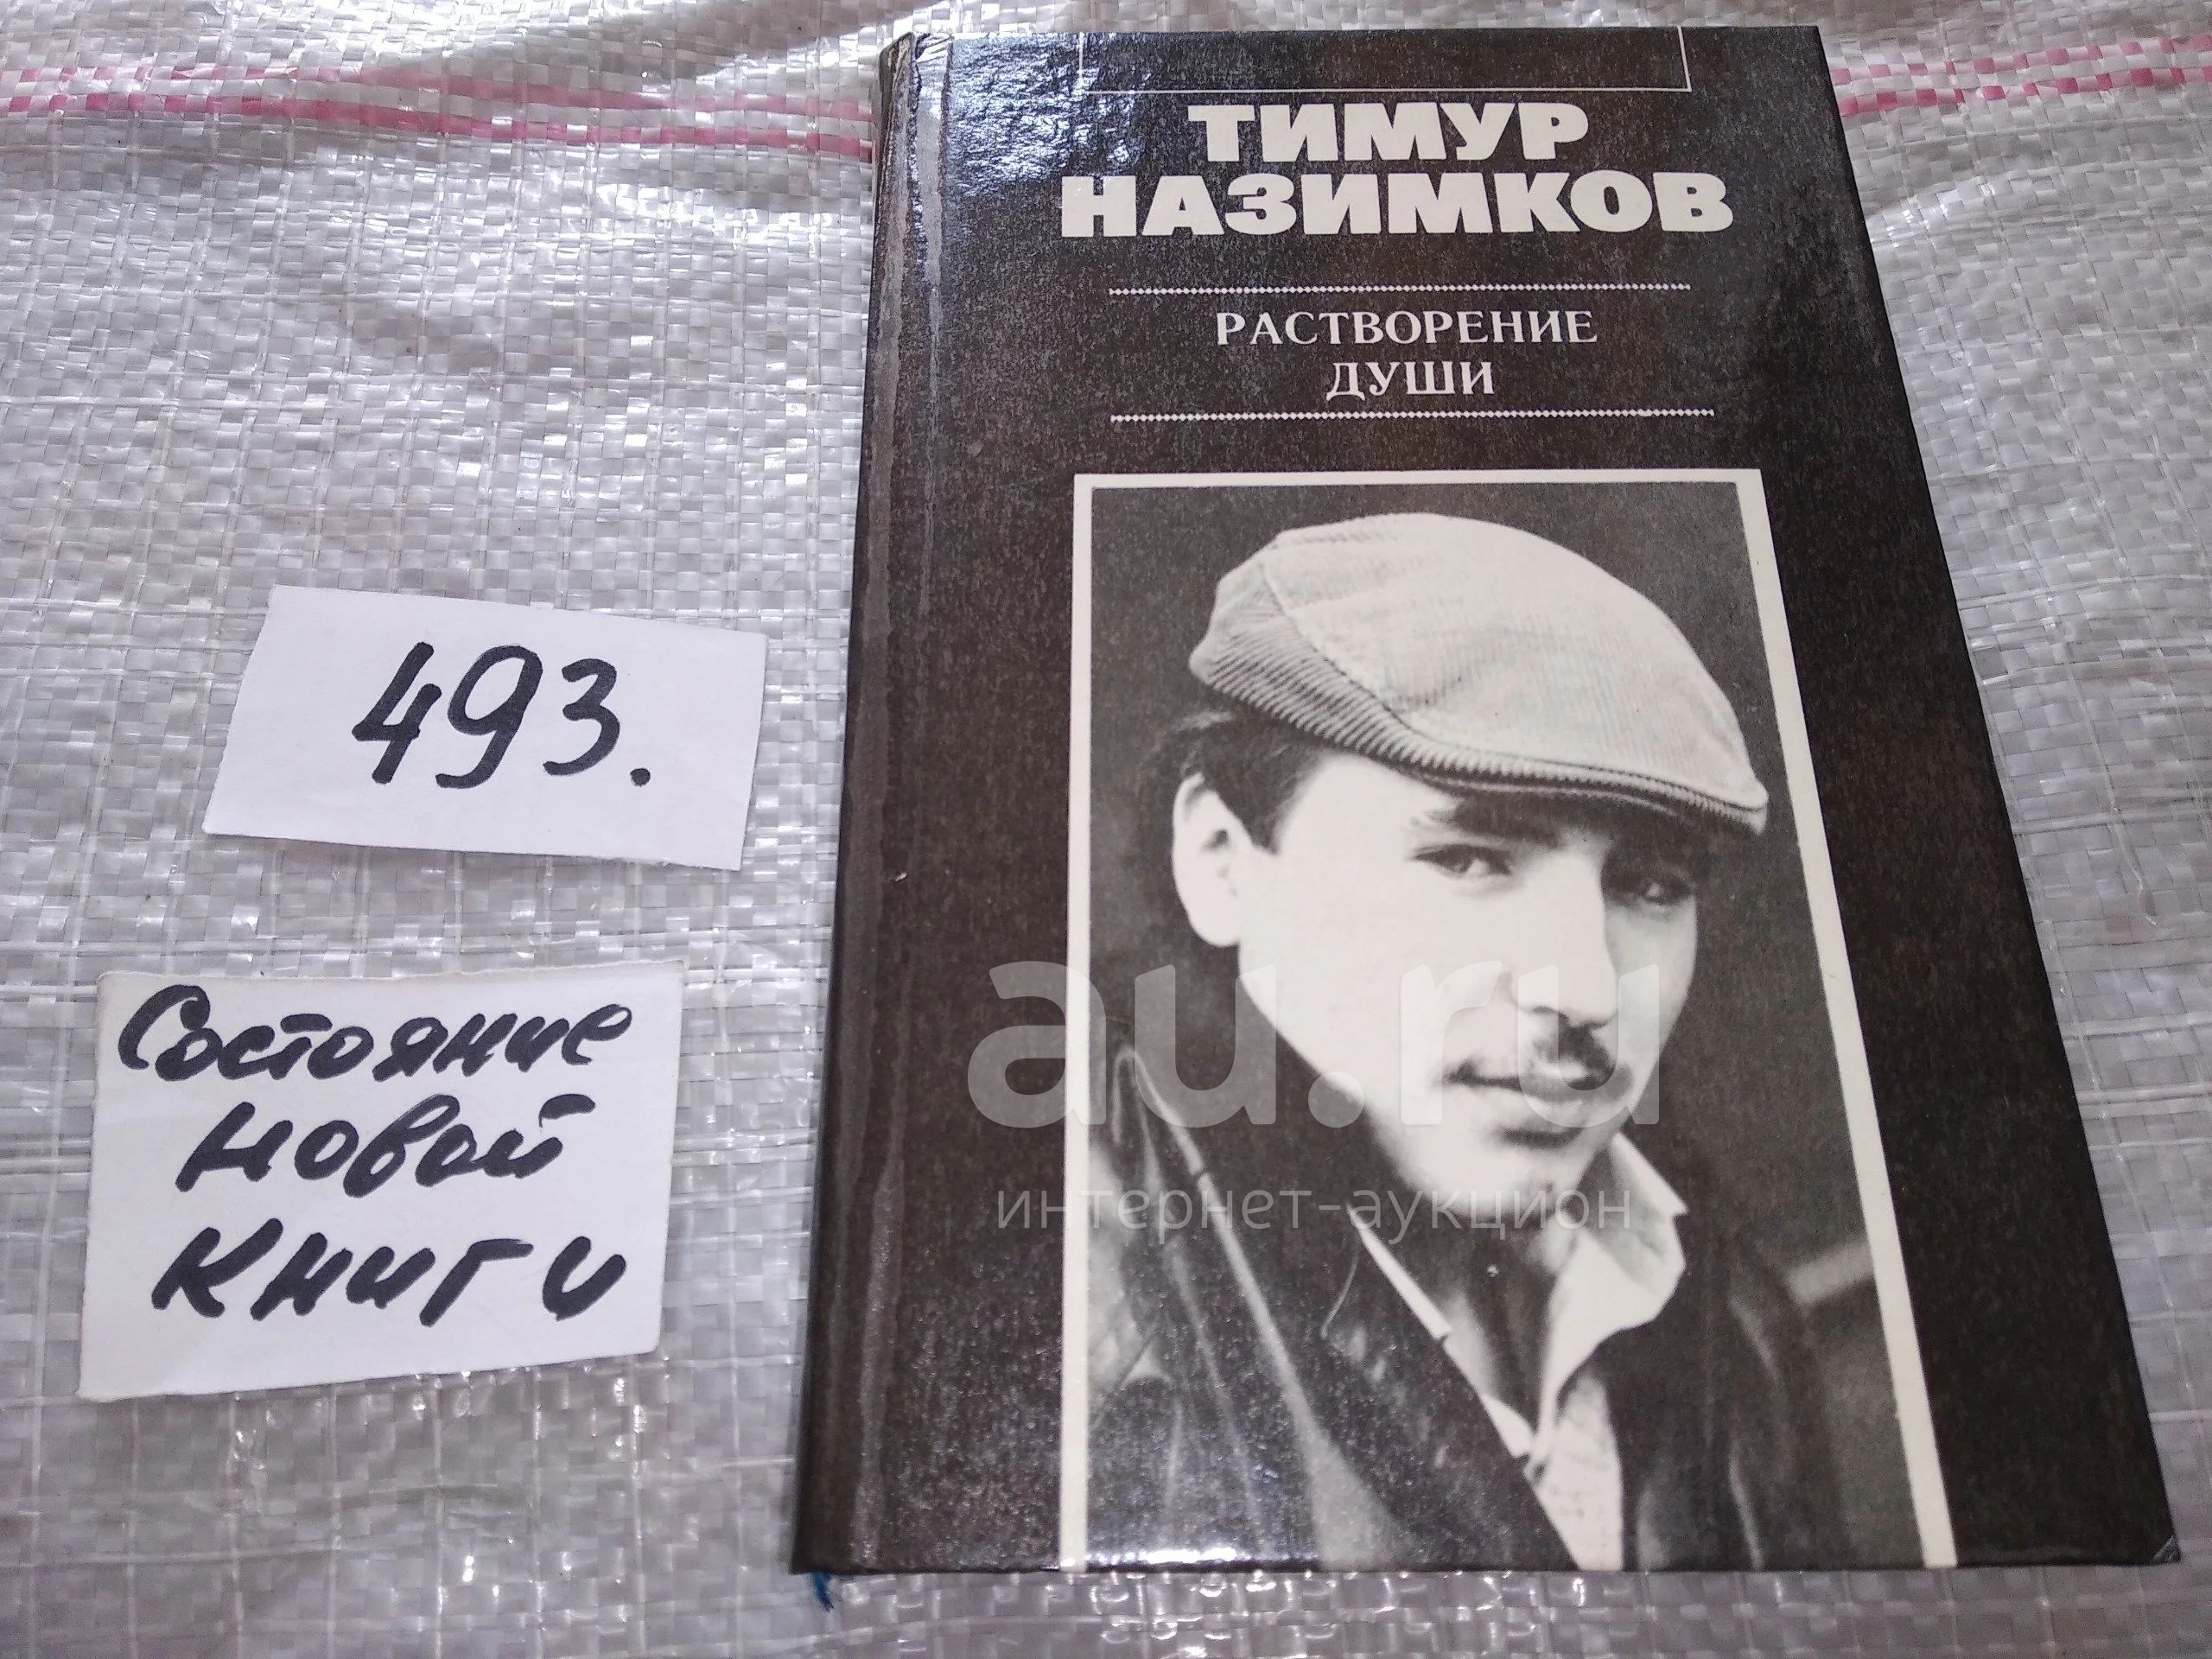 ТИМУР
НАЗИМКОВ
РАСТВОРЕНИЕ
ДУШИ
493.
Состояние
новой
книги
au.ru
интернет-аукцион